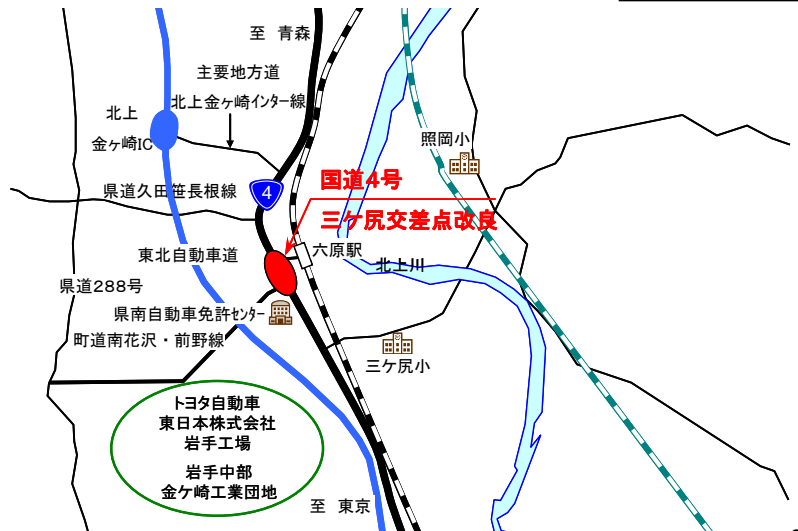 至 青森
主要地方道
北上金ヶ崎インター線
北上
金ヶ崎IC
照岡小
県道久田笹長根線
4
国道4号
三ケ尻交差点改良
東北自動車道
六原駅
北上川
県道288号
県南自動車免許センター
町道南花沢・前野線
三ケ尻小
トヨタ自動車
東日本株式会社
岩手工場
岩手中部
金ケ崎工業団地
至 東京